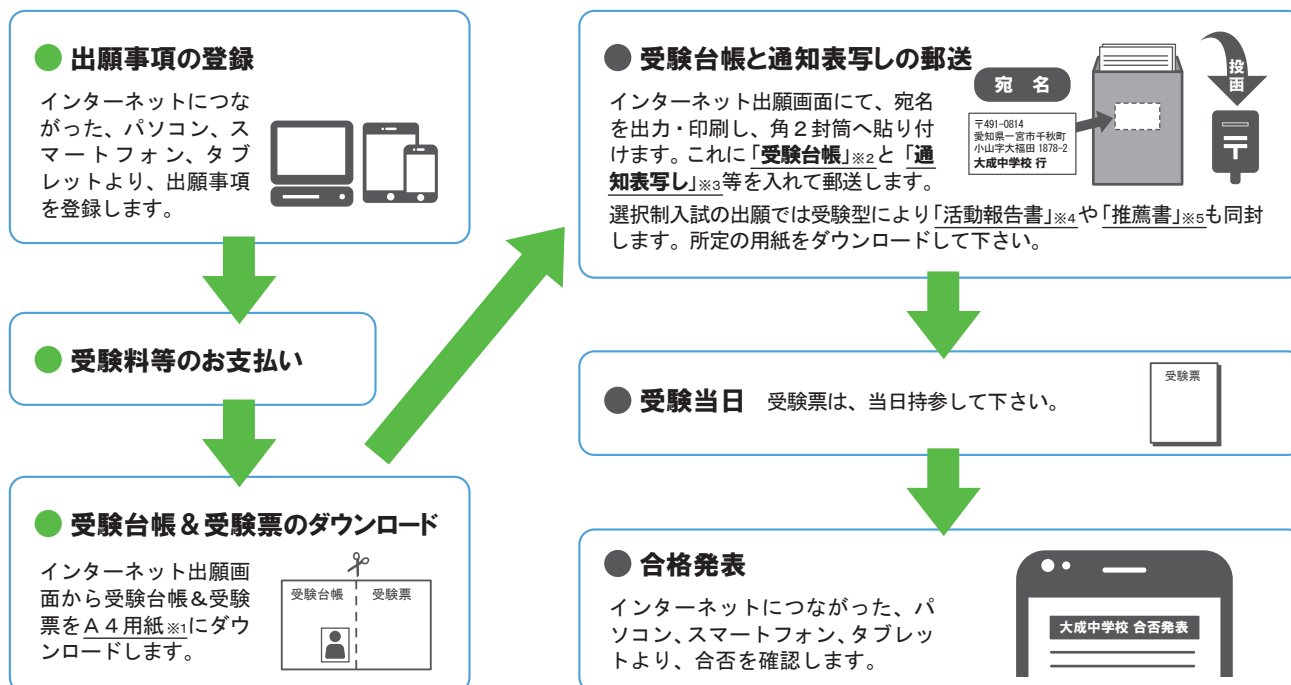 ● 出願事項の登録
インターネットにつな
がった、パソコン、ス
マートフォン、タブ
レットより、出願事項
を登録します。
● 受験料等のお支払い
● 受験台帳&受験票のダウンロード
インターネット出願画
面から受験台帳&受験
票をA4用紙※1にダウ
ンロードします。
受験台帳
受験票
● 受験台帳と通知表写しの郵送
インターネット出願画面にて、宛名
を出力・印刷し、角2封筒へ貼り付
けます。これに「受験台帳」※2と「通
知表写し」※3等を入れて郵送します。
選択制入試の出願では受験型により「活動報告書」※4や「推薦書」※5も同封
します。所定の用紙をダウンロードして下さい。
宛名
〒491-0814
愛知県一宮市千秋町
小山字大福田 1878-2
大成中学校 行
投函
〒
● 受験当日 受験票は、当日持参して下さい。
受験票
● 合格発表
インターネットにつながった、パ
ソコン、スマートフォン、タブレッ
トより、合否を確認します。
大成中学校 合否発表